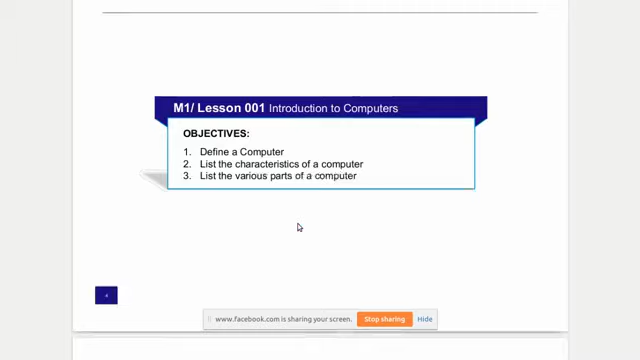 M1/ Lesson 001 Introduction to Computers
OBJECTIVES:
1. Define a Computer
2. List the characteristics of a computer
3. List the various parts of a computer
4
www.facebook.com is sharing your screen. Stop sharing Hide